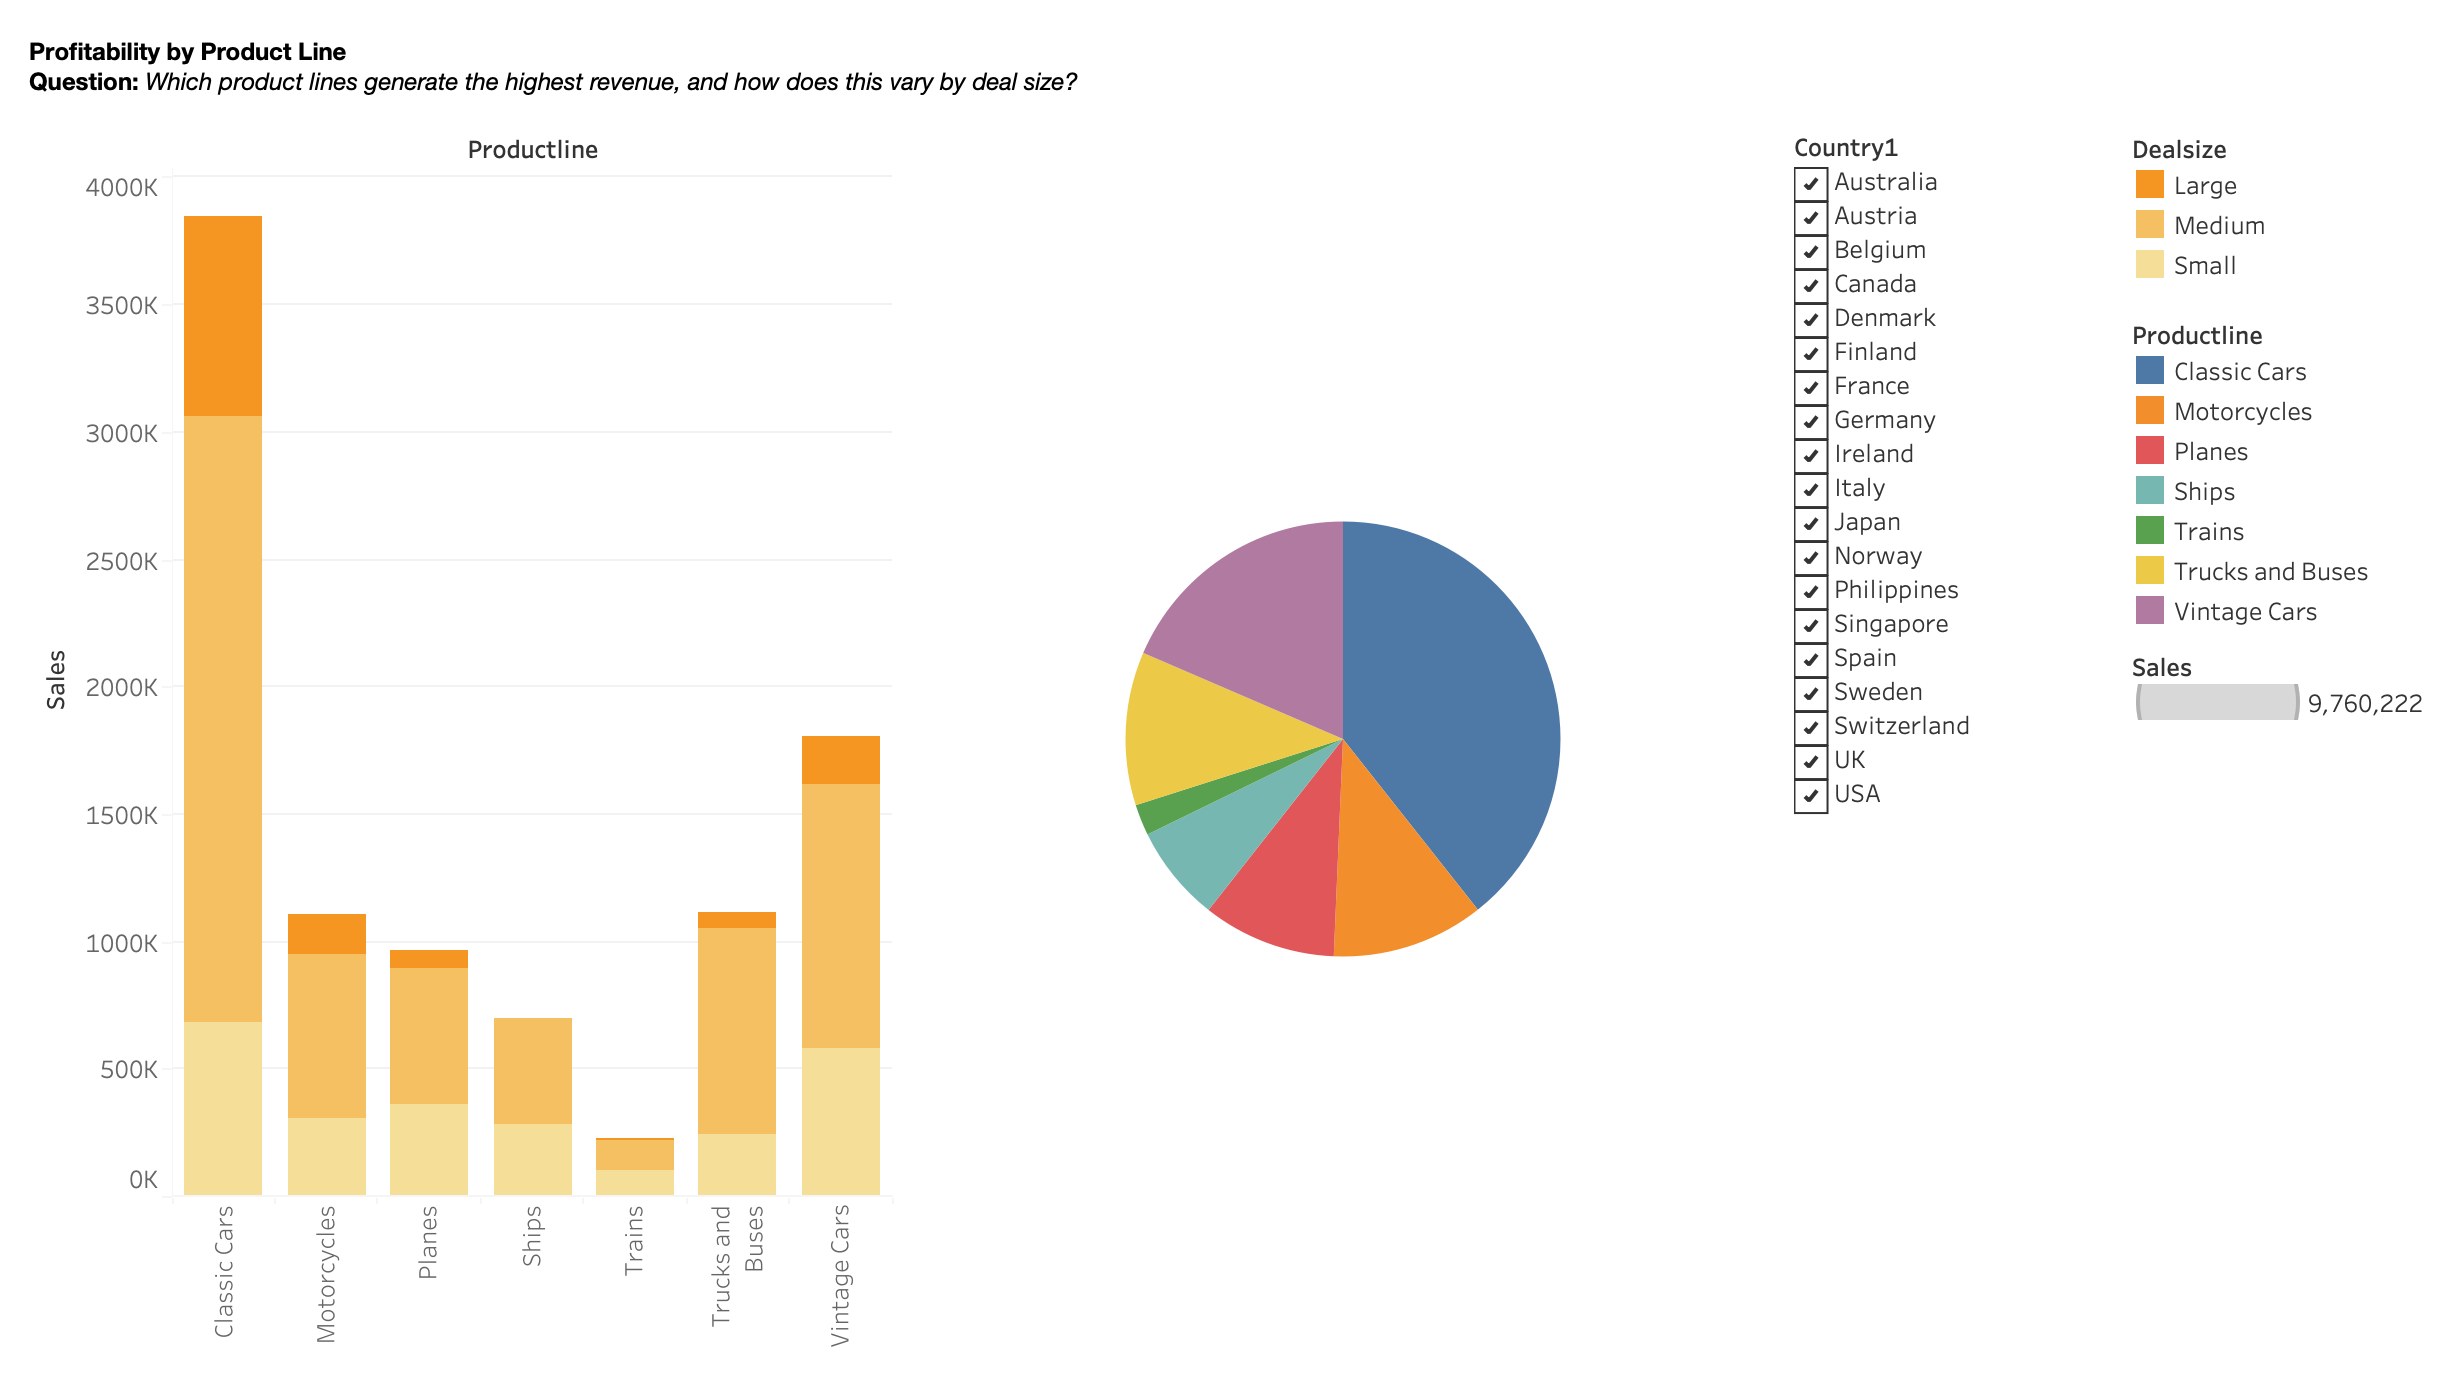 Profitability by Product Line
Question: Which product lines generate the highest revenue, and how does this vary by deal size?
Productline
4000K
3500K
3000K
2500K
2000K
1500K
1000K
500K
0K
Sales
Classic Cars
Motorcycles
Planes
Ships
Trains
Trucks and
Buses
Vintage Cars
Country1
Australia
Austria
Belgium
Canada
Denmark
Finland
France
Germany
Ireland
Italy
Japan
Norway
Philippines
Singapore
Spain
Sweden
Switzerland
UK
USA
Dealsize
Large
Medium
Small
Productline
Classic Cars
Motorcycles
Planes
Ships
Trains
Trucks and Buses
Vintage Cars
Sales
9,760,222